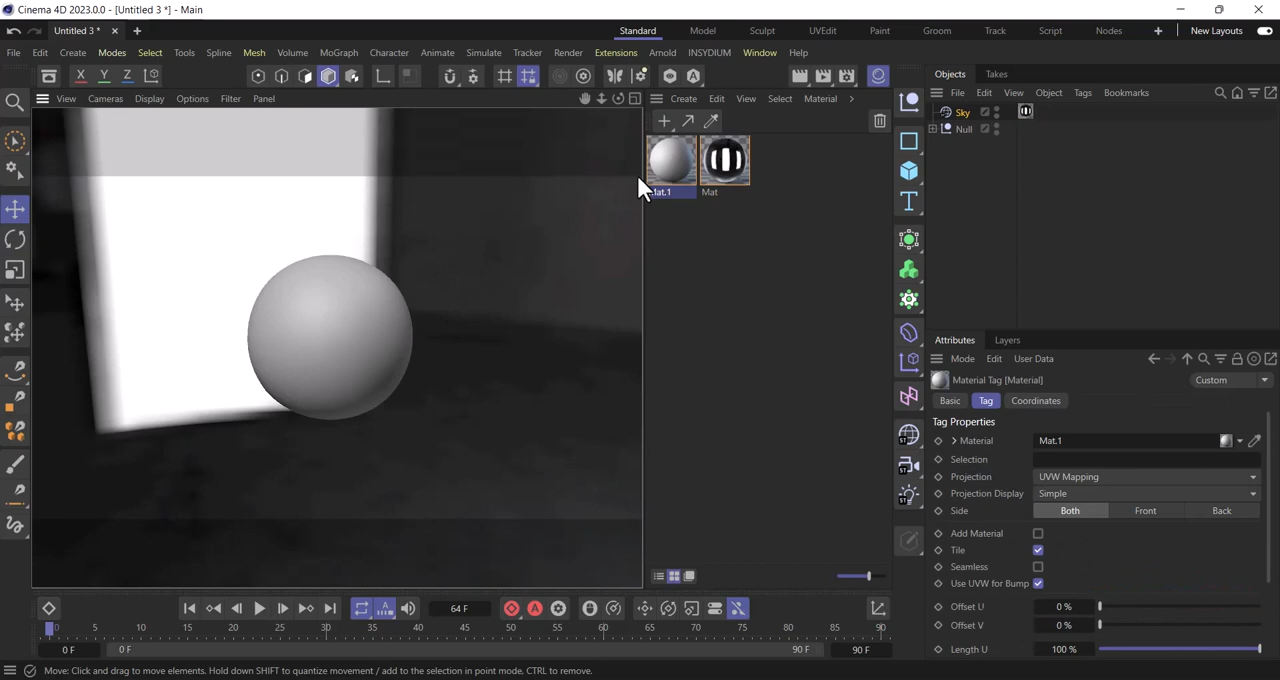 Cinema 4D 2023.0.0 - [Untitled 3 *] - Main
Untitled 3 *
Standard Model Sculpt UVEdit Paint Groom Track Script Nodes New Layouts
File Edit Create Modes Select Tools Spline Mesh Volume MoGraph Character Animate Simulate Tracker Render Extensions Arnold INSYDIUM Window Help
X Y Z
Objects Takes
View Cameras Display Options Filter Panel
Create Edit View Select Material
File Edit View Object Tags Bookmarks
Sky
Null
Mat
Attributes Layers
Mode Edit User Data
Material Tag [Material]
Custom
Basic Tag Coordinates
Tag Properties
Material Mat.1
Selection
Projection UVW Mapping
Projection Display Simple
Side Both Front Back
Add Material
Tile
Seamless
Use UVW for Bump
Offset U 0 %
Offset V 0 %
Length U 100 %
64 F
5 10 15 20 25 30 35 40 45 50 55 60 65 70 75 80 85 90
0 F 0 F 90 F 90 F
Move: Click and drag to move elements. Hold down SHIFT to quantize movement / add to the selection in point mode, CTRL to remove.